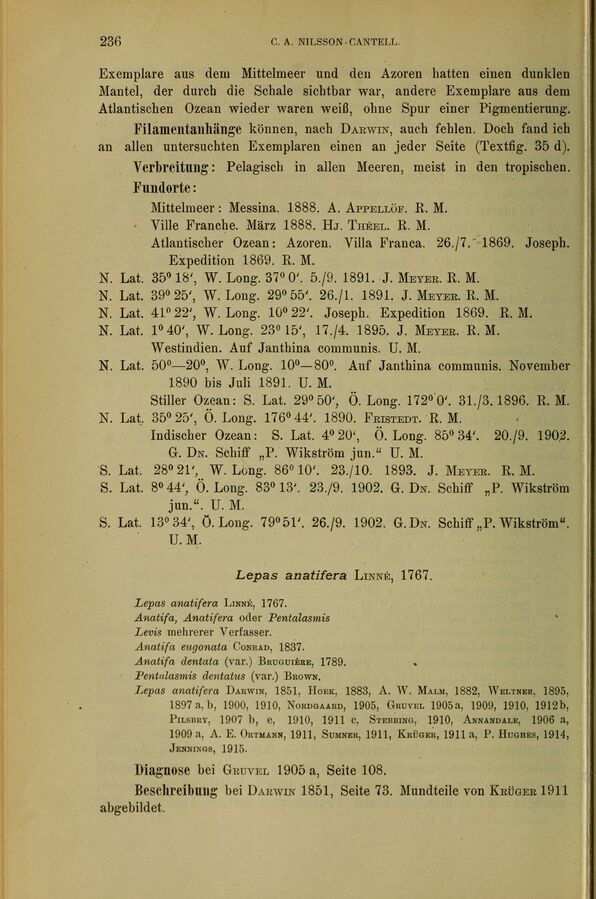 236
C. A. NILSSON-CANTELL.
Exemplare aus dem Mittelmeer und den Azoren hatten einen dunklen
Mantel, der durch die Schale sichtbar war, andere Exemplare aus dem
Atlantischen Ozean wieder waren weiß, ohne Spur einer Pigmentierung.
Filamentanhänge können, nach DARWIN, auch fehlen. Doch fand ich
an allen untersuchten Exemplaren einen an jeder Seite (Textfig. 35 d).
Verbreitung: Pelagisch in allen Meeren, meist in den tropischen.
Fundorte:
Mittelmeer: Messina. 1888. A. APPELLÖF. R. M.
Ville Franche. März 1888. HJ. THÉEL. R. M.
Atlantischer Ozean: Azoren. Villa Franca. 26./7. 1869. Joseph.
Expedition 1869. R. M.
N. Lat. 35° 18', W. Long. 37° 0'. 5./9. 1891. J. MEYER. R. M.
N. Lat. 39° 25', W. Long. 29° 55'. 26./1. 1891. J. MEYER. R. M.
N. Lat. 41° 22', W. Long. 10° 22'. Joseph. Expedition 1869. R. M.
N. Lat. 1° 40', W. Long. 23° 15', 17./4. 1895. J. MEYER. R. M.
Westindien. Auf Janthina communis. U. M.
N. Lat. 50°—20°, W. Long. 10°—80°. Auf Janthina communis. November
1890 bis Juli 1891. U. M.
Stiller Ozean: S. Lat. 29° 50', Ö. Long. 172° 0'. 31./3. 1896. R. M.
N. Lat. 35° 25', Ö. Long. 176° 44'. 1890. FRISTEDT. R. M.
Indischer Ozean: S. Lat. 4° 20‘, Ö. Long. 85° 34'. 20./9. 1902.
G. DN. Schiff „P. Wikström jun.“ U. M.
S. Lat. 28° 21', W. Long. 86° 10'. 23./10. 1893. J. MEYER. R. M.
S. Lat. 8° 44', Ö. Long. 83° 13'. 23./9. 1902. G. DN. Schiff „P. Wikström
jun.“. U. M.
S. Lat. 13° 34', Ö. Long. 79° 51'. 26./9. 1902. G. DN. Schiff „P. Wikström“.
U. M.
Lepas anatifera LINNÉ, 1767.
Lepas anatifera LINNÉ, 1767.
Anatifa, Anatifera oder Pentalasmis
Levis mehrerer Verfasser.
Anatifa eugonata CONRAD, 1837.
Anatifa dentata (var.) BRUGUIÈRE, 1789.
Pentalasmis dentatus (var.) BROWN.
Lepas anatifera DARWIN, 1851, HOEK, 1883, A. W. MALM, 1882, WELTNER, 1895,
1897 a, b, 1900, 1910, NORDGAARD, 1905, GRUVEL 1905 a, 1909, 1910, 1912 b,
PILSBRY, 1907 b, e, 1910, 1911 c, STEBBING, 1910, ANNANDALE, 1906 a,
1909 a, A. E. ORTMANN, 1911, SUMNER, 1911, KRÜGER, 1911 a, P. HUGHES, 1914,
JENNINGS, 1915.
Diagnose bei GRUVEL 1905 a, Seite 108.
Beschreibung bei DARWIN 1851, Seite 73. Mundteile von KRÜGER 1911
abgebildet.